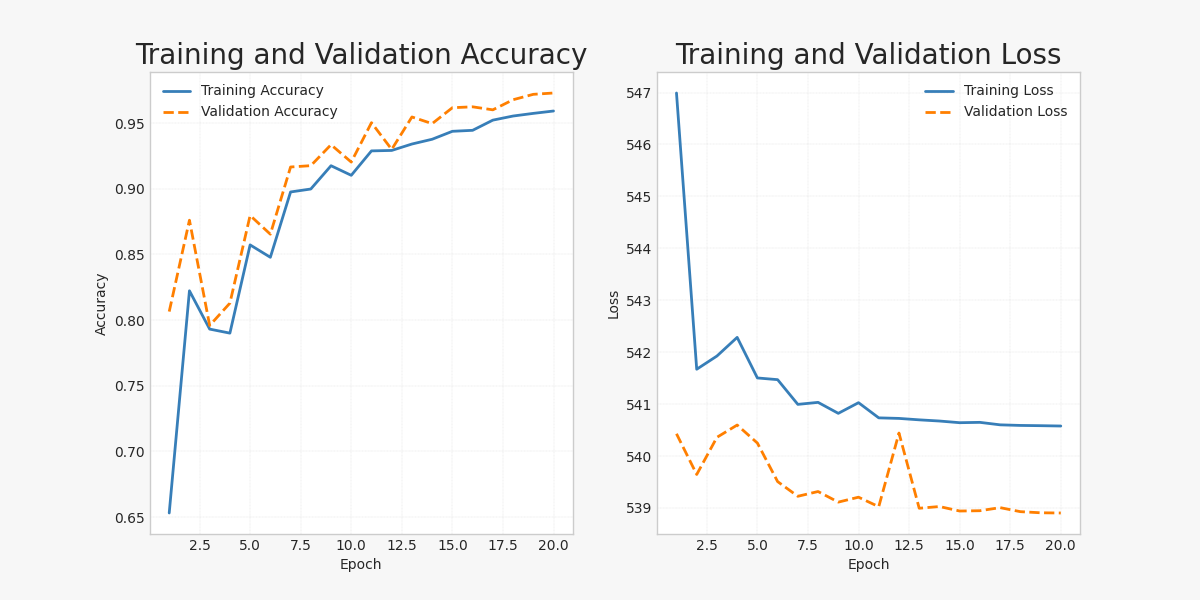 Training and Validation Accuracy
Training Accuracy
Validation Accuracy
0.95
0.90
0.85
0.80
0.75
0.70
0.65
Accuracy
2.5 5.0 7.5 10.0 12.5 15.0 17.5 20.0
Epoch
Training and Validation Loss
Training Loss
Validation Loss
547
546
545
544
543
542
541
540
539
Loss
2.5 5.0 7.5 10.0 12.5 15.0 17.5 20.0
Epoch